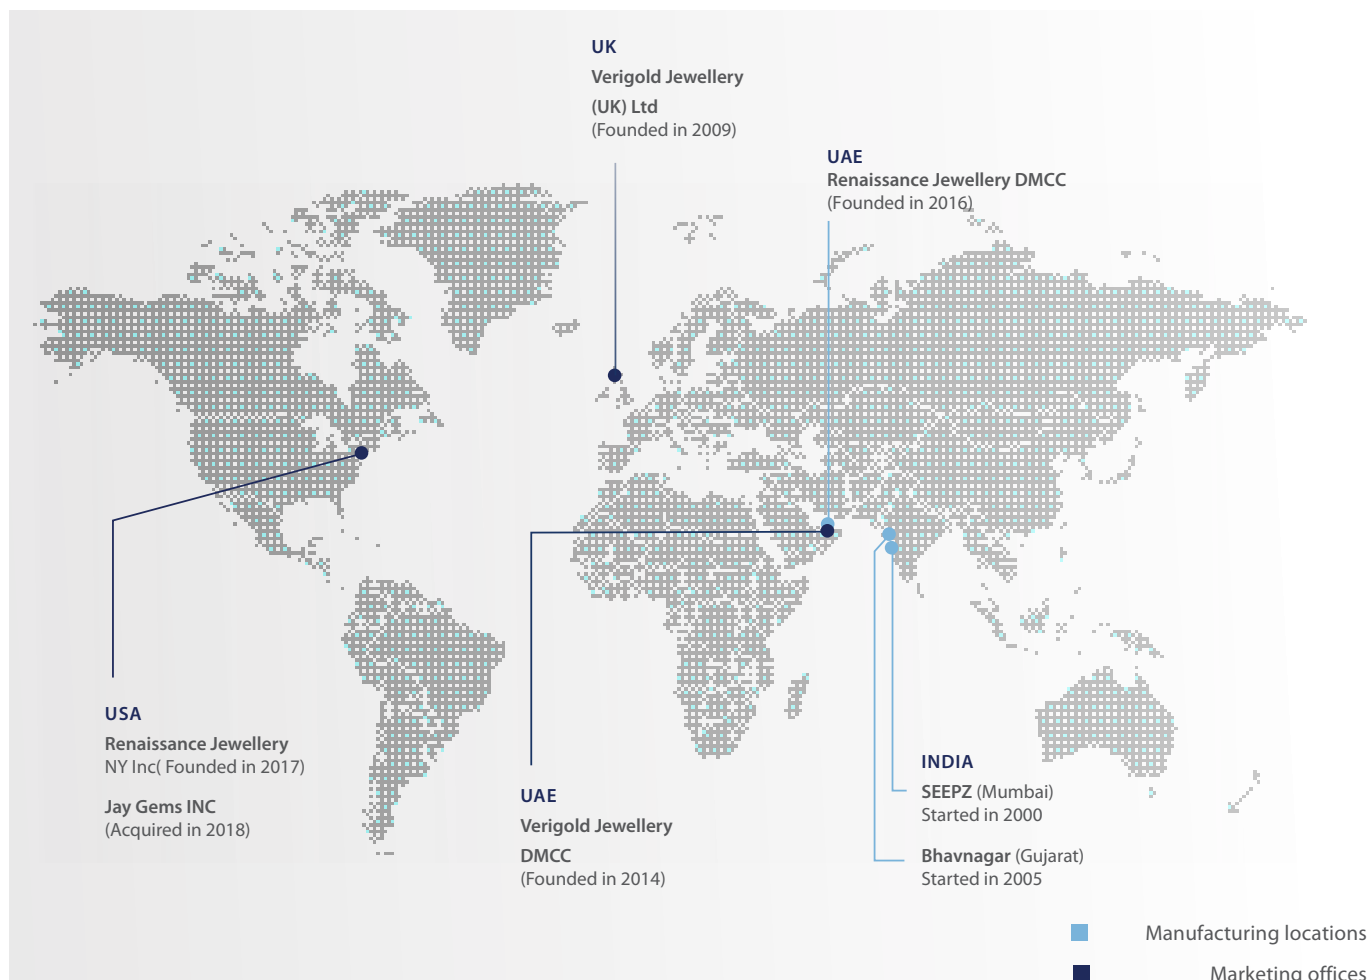 UK
Verigold Jewellery
(UK) Ltd
(Founded in 2009)
UAE
Renaissance Jewellery DMCC
(Founded in 2016)
USA
Renaissance Jewellery
NY Inc( Founded in 2017)
Jay Gems INC
(Acquired in 2018)
UAE
Verigold Jewellery
DMCC
(Founded in 2014)
INDIA
SEEPZ (Mumbai)
Started in 2000
Bhavnagar (Gujarat)
Started in 2005
Manufacturing locations
Marketing offices